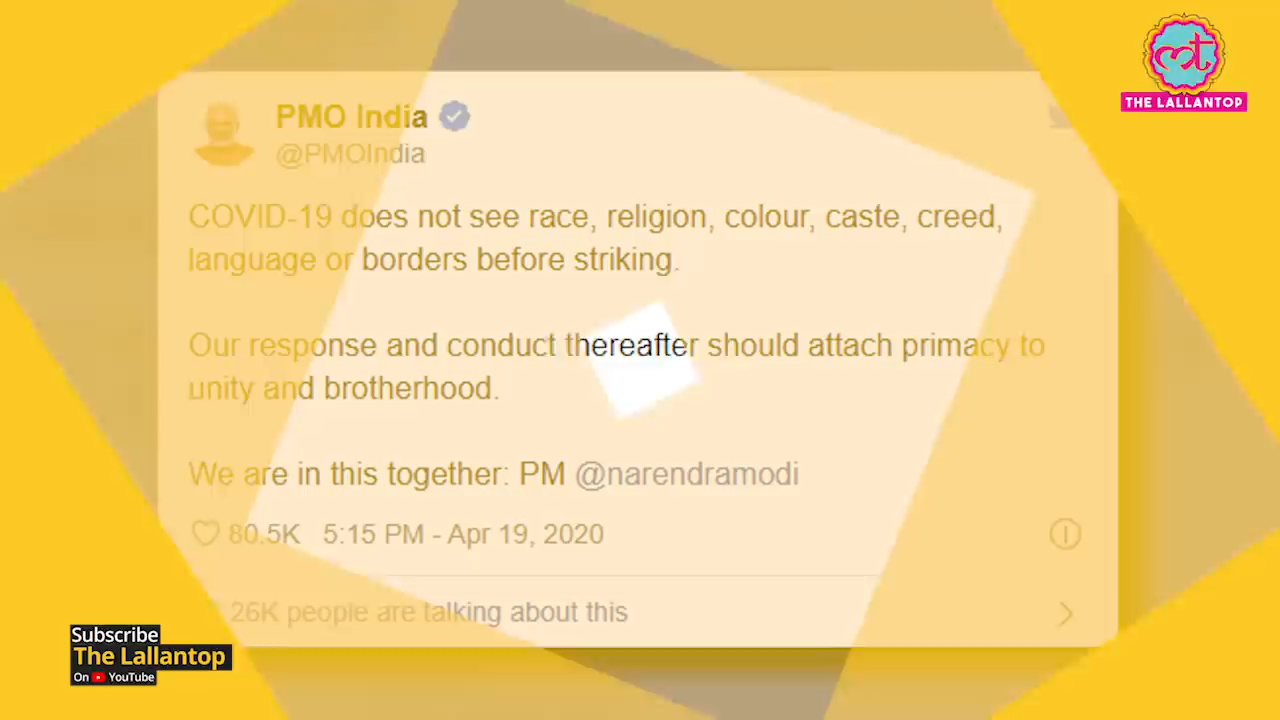 PMO India
@PMOIndia
COVID-19 does not see race, religion, colour, caste, creed,
language or borders before striking.
Our response and conduct thereafter should attach primacy to
unity and brotherhood.
We are in this together: PM @narendramodi
80.5K 5:15 PM - Apr 19, 2020
26K people are talking about this
THE LALLANTOP
Subscribe
The Lallantop
On YouTube